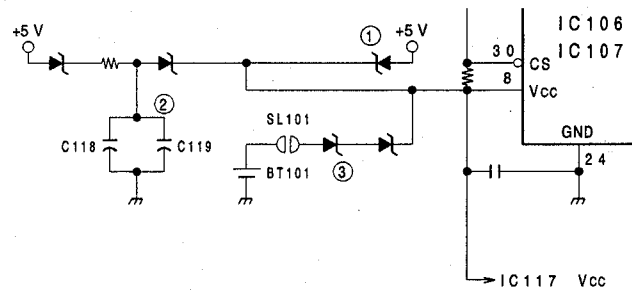 +5 V
①
+5 V
IC106
IC107
30
CS
8
Vcc
②
SL101
GND
C118
C119
24
BT101
③
IC117 Vcc